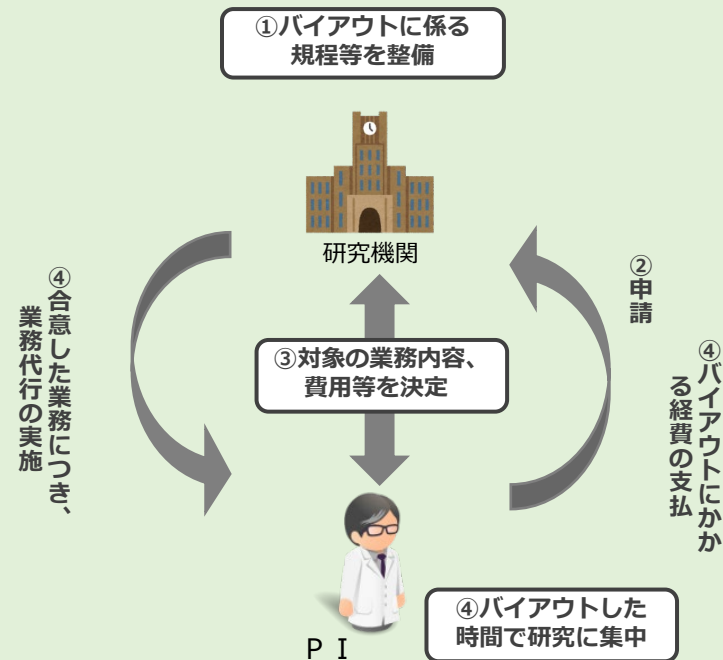 ①バイアウトに係る
規程等を整備
研究機関
②申請
④バイアウトにかか
る経費の支払
③対象の業務内容、
費用等を決定
④合意した業務につき、
業務代行の実施
④バイアウトした
時間で研究に集中
ＰＩ